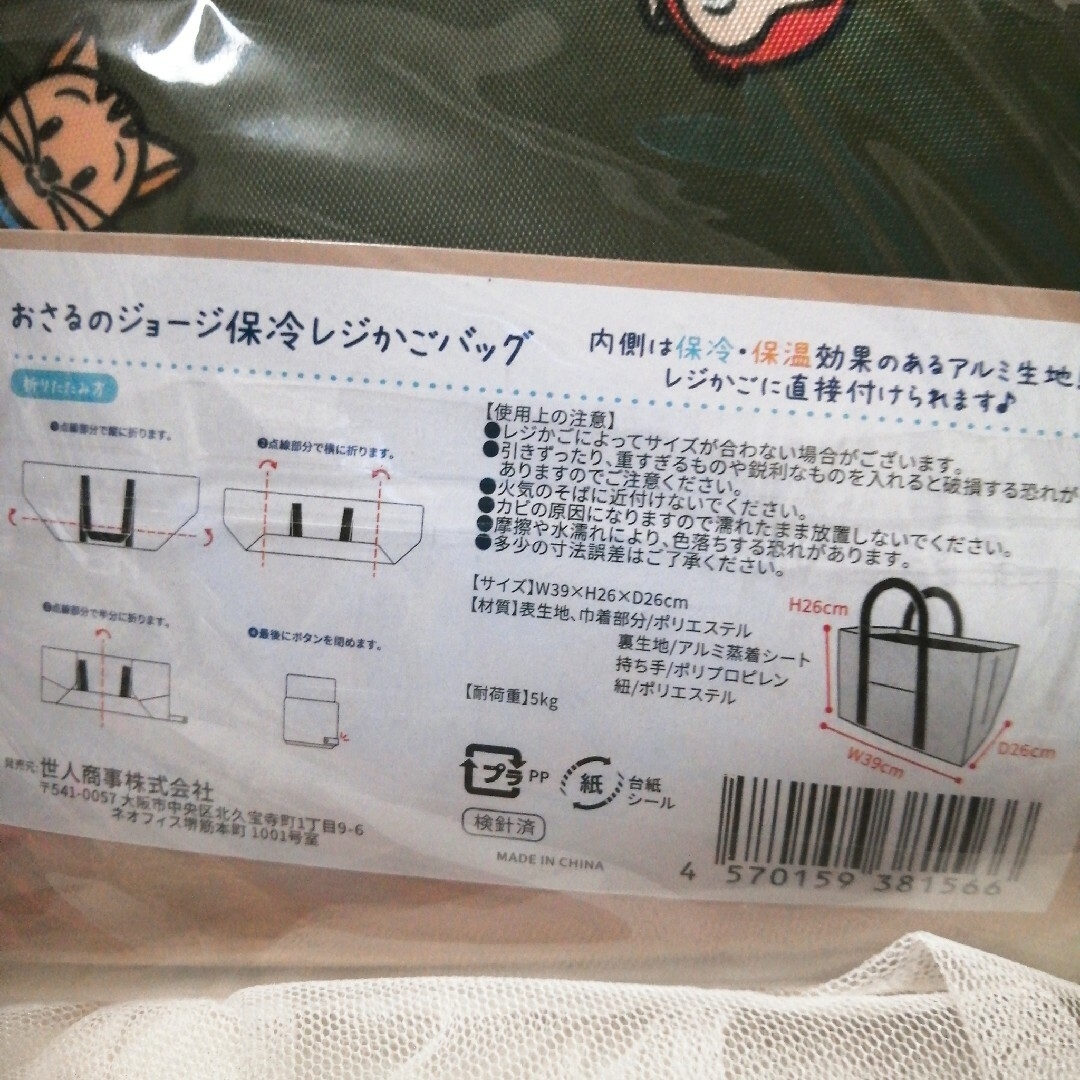 おさるのジョージ保冷レジかごバッグ
内側は保冷・保温効果のあるアルミ生地!
レジかごに直接付けられます♪
折りたたみ方
❶点線部分で縦に折ります。
❷点線部分で横に折ります。
❸点線部分で半分に折ります。
❹最後にボタンを閉めます。
【使用上の注意】
●レジかごによってサイズが合わない場合がございます。
●引きずったり、重すぎるものや鋭利なものを入れると破損する恐れが
ありますのでご注意ください。
●火気のそばに近付けないでください。
●カビの原因になりますので濡れたまま放置しないでください。
●摩擦や水濡れにより、色落ちする恐れがあります。
●多少の寸法誤差はご了承ください。
【サイズ】W39×H26×D26cm
【材質】表生地、巾着部分/ポリエステル
裏生地/アルミ蒸着シート
持ち手/ポリプロピレン
紐/ポリエステル
【耐荷重】5kg
H26cm
W39cm
D26cm
発売元:世人商事株式会社
〒541-0057 大阪市中央区北久宝寺町1丁目9-6
ネオフィス堺筋本町 1001号室
プラ PP
紙 台紙
シール
検針済
MADE IN CHINA
4 570159 381566